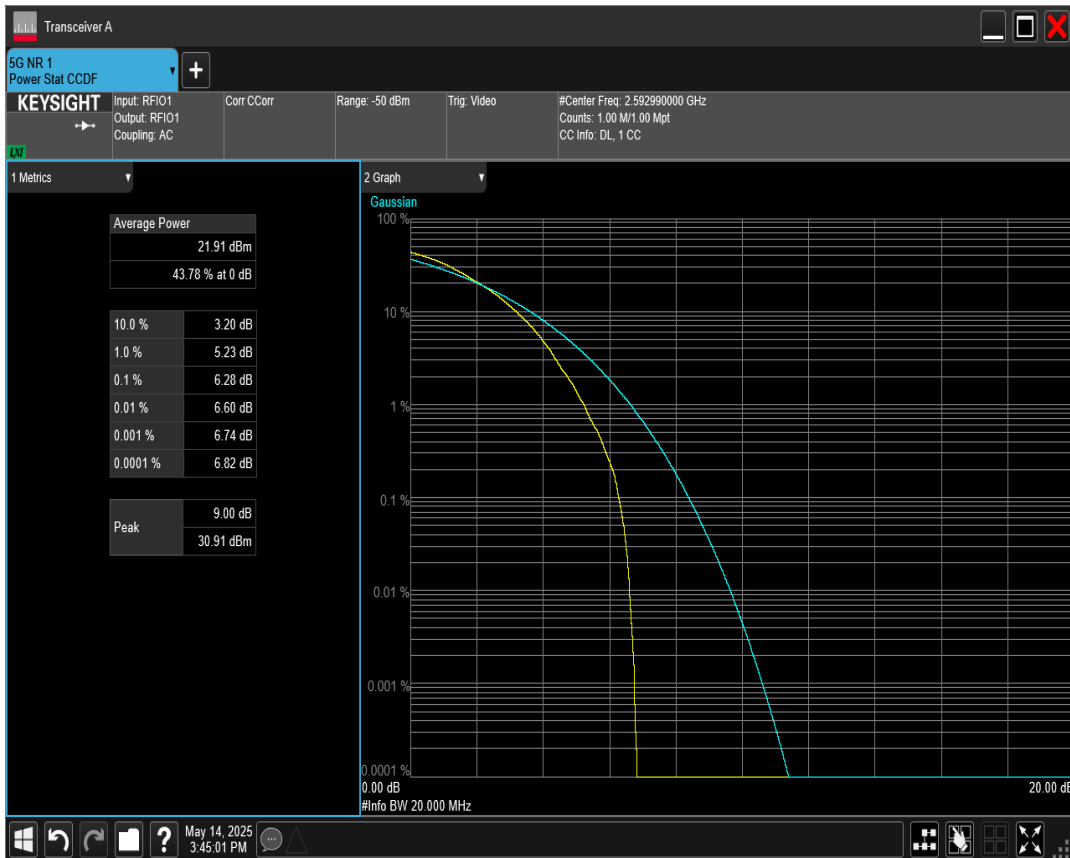 Transceiver A
5G NR 1
Power Stat CCDF
KEYSIGHT
LXI
Input: RFIO1
Output: RFIO1
Coupling: AC
Corr CCorr
Range: -50 dBm
Trig: Video
#Center Freq: 2.592990000 GHz
Counts: 1.00 M/1.00 Mpt
CC Info: DL, 1 CC
1 Metrics
Average Power
21.91 dBm
43.78 % at 0 dB
10.0 % 3.20 dB
1.0 % 5.23 dB
0.1 % 6.28 dB
0.01 % 6.60 dB
0.001 % 6.74 dB
0.0001 % 6.82 dB
Peak
9.00 dB
30.91 dBm
2 Graph
Gaussian
100 %
10 %
1 %
0.1 %
0.01 %
0.001 %
0.0001 %
0.00 dB 20.00 dB
#Info BW 20.000 MHz
May 14, 2025
3:45:01 PM